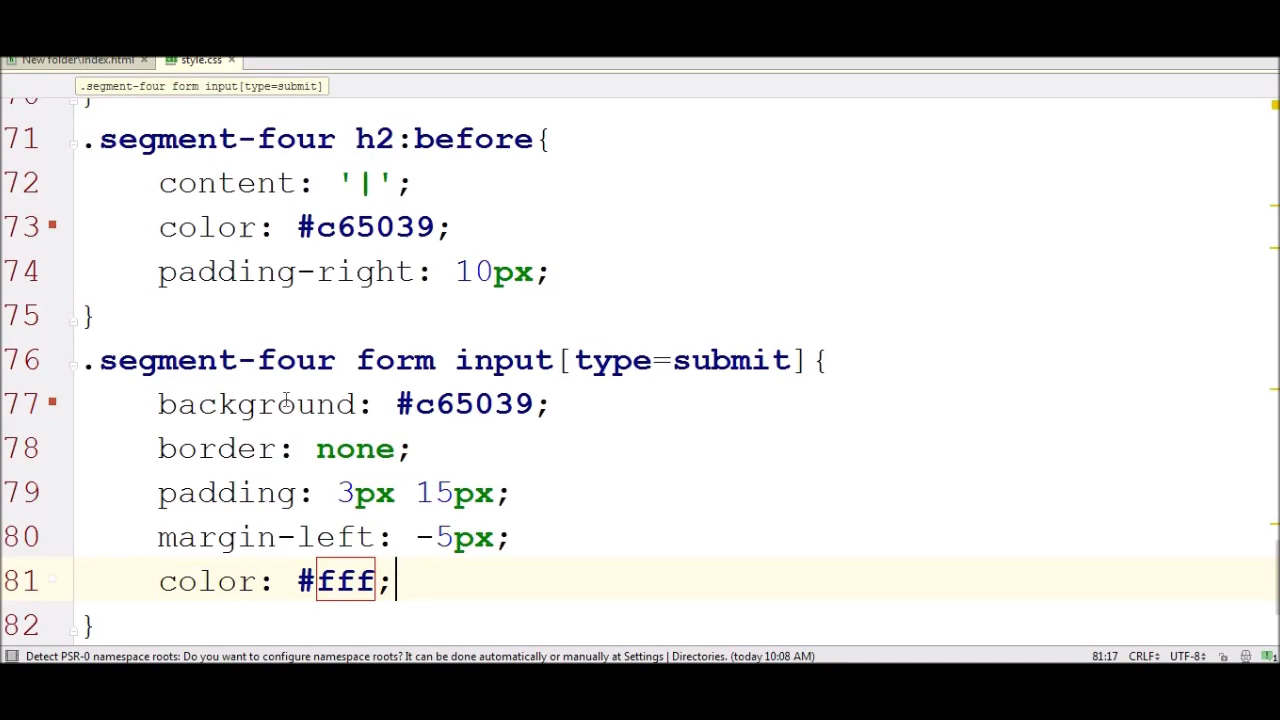 New folder\index.html style.css
.segment-four form input[type=submit]
70 }
71 .segment-four h2:before{
72 content: '|';
73 color: #c65039;
74 padding-right: 10px;
75 }
76 .segment-four form input[type=submit]{
77 background: #c65039;
78 border: none;
79 padding: 3px 15px;
80 margin-left: -5px;
81 color: #fff;
82 }
Detect PSR-0 namespace roots: Do you want to configure namespace roots? It can be done automatically or manually at Settings | Directories. (today 10:08 AM) 81:17 CRLF UTF-8